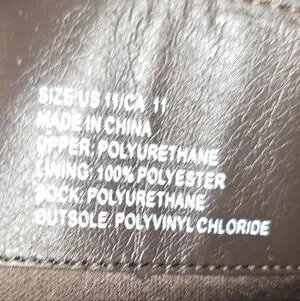 SIZE:US 11/CA 11
MADE IN CHINA
UPPER: POLYURETHANE
LINING: 100% POLYESTER
SOCK: POLYURETHANE
OUTSOLE: POLYVINYL CHLORIDE